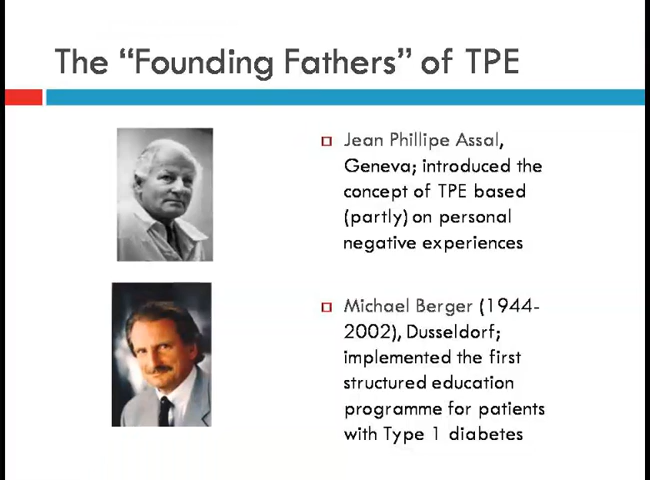 The “Founding Fathers” of TPE
Jean Phillipe Assal,
Geneva; introduced the
concept of TPE based
(partly) on personal
negative experiences
Michael Berger (1944-
2002), Dusseldorf;
implemented the first
structured education
programme for patients
with Type 1 diabetes